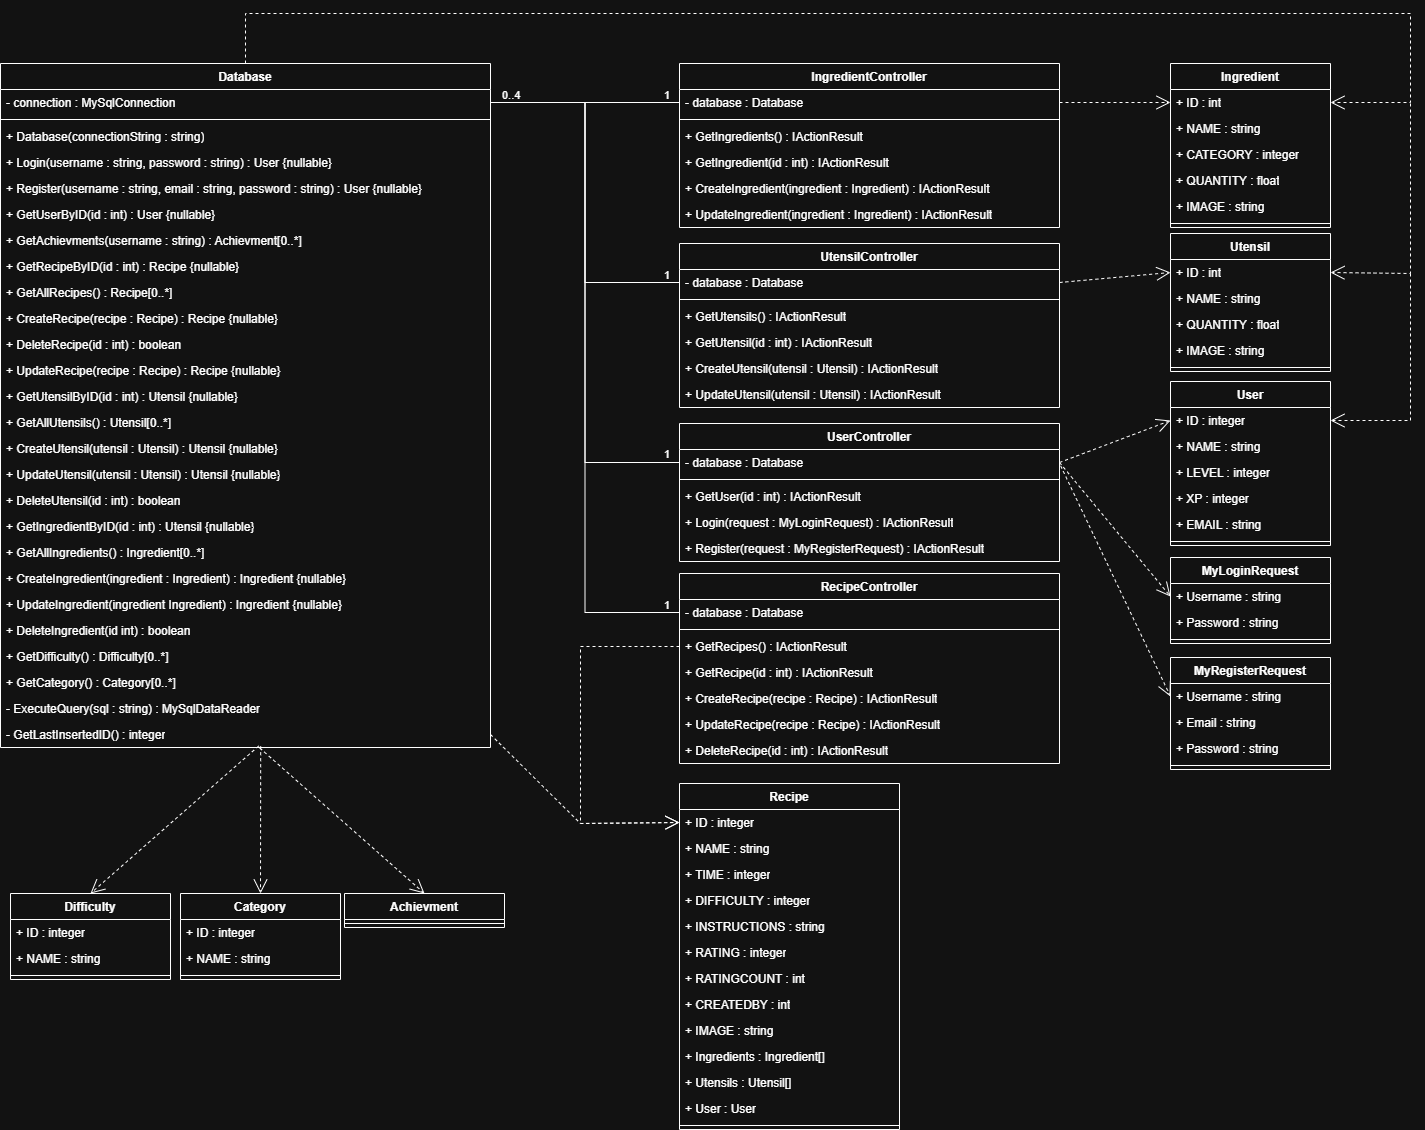 Database
- connection : MySqlConnection
+ Database(connectionString : string)
+ Login(username : string, password : string) : User {nullable}
+ Register(username : string, email : string, password : string) : User {nullable}
+ GetUserByID(id : int) : User {nullable}
+ GetAchievments(username : string) : Achievment[0..*]
+ GetRecipeByID(id : int) : Recipe {nullable}
+ GetAllRecipes() : Recipe[0..*]
+ CreateRecipe(recipe : Recipe) : Recipe {nullable}
+ DeleteRecipe(id : int) : boolean
+ UpdateRecipe(recipe : Recipe) : Recipe {nullable}
+ GetUtensilByID(id : int) : Utensil {nullable}
+ GetAllUtensils() : Utensil[0..*]
+ CreateUtensil(utensil : Utensil) : Utensil {nullable}
+ UpdateUtensil(utensil : Utensil) : Utensil {nullable}
+ DeleteUtensil(id : int) : boolean
+ GetIngredientByID(id : int) : Utensil {nullable}
+ GetAllIngredients() : Ingredient[0..*]
+ CreateIngredient(ingredient : Ingredient) : Ingredient {nullable}
+ UpdateIngredient(ingredient Ingredient) : Ingredient {nullable}
+ DeleteIngredient(id int) : boolean
+ GetDifficulty() : Difficulty[0..*]
+ GetCategory() : Category[0..*]
- ExecuteQuery(sql : string) : MySqlDataReader
- GetLastInsertedID() : integer
0..4
1
1
1
1
IngredientController
- database : Database
+ GetIngredients() : IActionResult
+ GetIngredient(id : int) : IActionResult
+ CreateIngredient(ingredient : Ingredient) : IActionResult
+ UpdateIngredient(ingredient : Ingredient) : IActionResult
UtensilController
- database : Database
+ GetUtensils() : IActionResult
+ GetUtensil(id : int) : IActionResult
+ CreateUtensil(utensil : Utensil) : IActionResult
+ UpdateUtensil(utensil : Utensil) : IActionResult
UserController
- database : Database
+ GetUser(id : int) : IActionResult
+ Login(request : MyLoginRequest) : IActionResult
+ Register(request : MyRegisterRequest) : IActionResult
RecipeController
- database : Database
+ GetRecipes() : IActionResult
+ GetRecipe(id : int) : IActionResult
+ CreateRecipe(recipe : Recipe) : IActionResult
+ UpdateRecipe(recipe : Recipe) : IActionResult
+ DeleteRecipe(id : int) : IActionResult
Ingredient
+ ID : int
+ NAME : string
+ CATEGORY : integer
+ QUANTITY : float
+ IMAGE : string
Utensil
+ ID : int
+ NAME : string
+ QUANTITY : float
+ IMAGE : string
User
+ ID : integer
+ NAME : string
+ LEVEL : integer
+ XP : integer
+ EMAIL : string
MyLoginRequest
+ Username : string
+ Password : string
MyRegisterRequest
+ Username : string
+ Email : string
+ Password : string
Recipe
+ ID : integer
+ NAME : string
+ TIME : integer
+ DIFFICULTY : integer
+ INSTRUCTIONS : string
+ RATING : integer
+ RATINGCOUNT : int
+ CREATEDBY : int
+ IMAGE : string
+ Ingredients : Ingredient[]
+ Utensils : Utensil[]
+ User : User
Difficulty
+ ID : integer
+ NAME : string
Category
+ ID : integer
+ NAME : string
Achievment